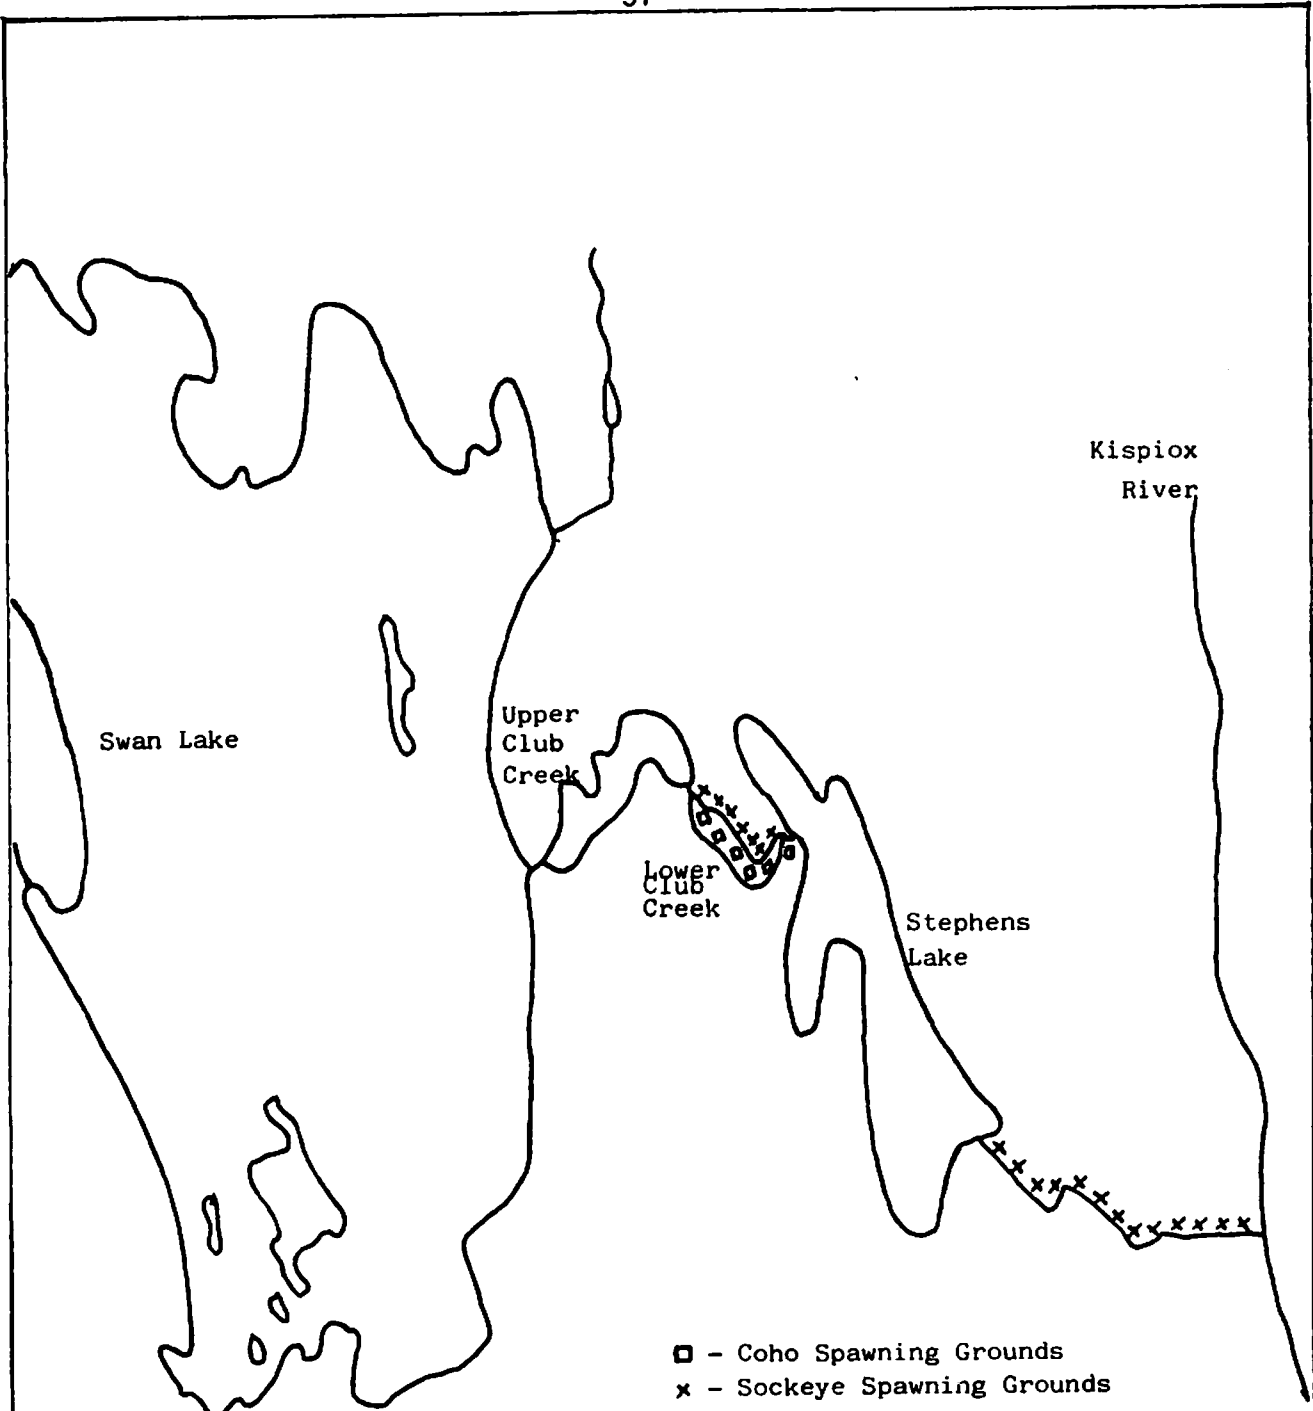 Kispiox
River
Upper
Club
Creek
Swan Lake
Lower
Club
Creek
Stephens
Lake
□ - Coho Spawning Grounds
x - Sockeye Spawning Grounds